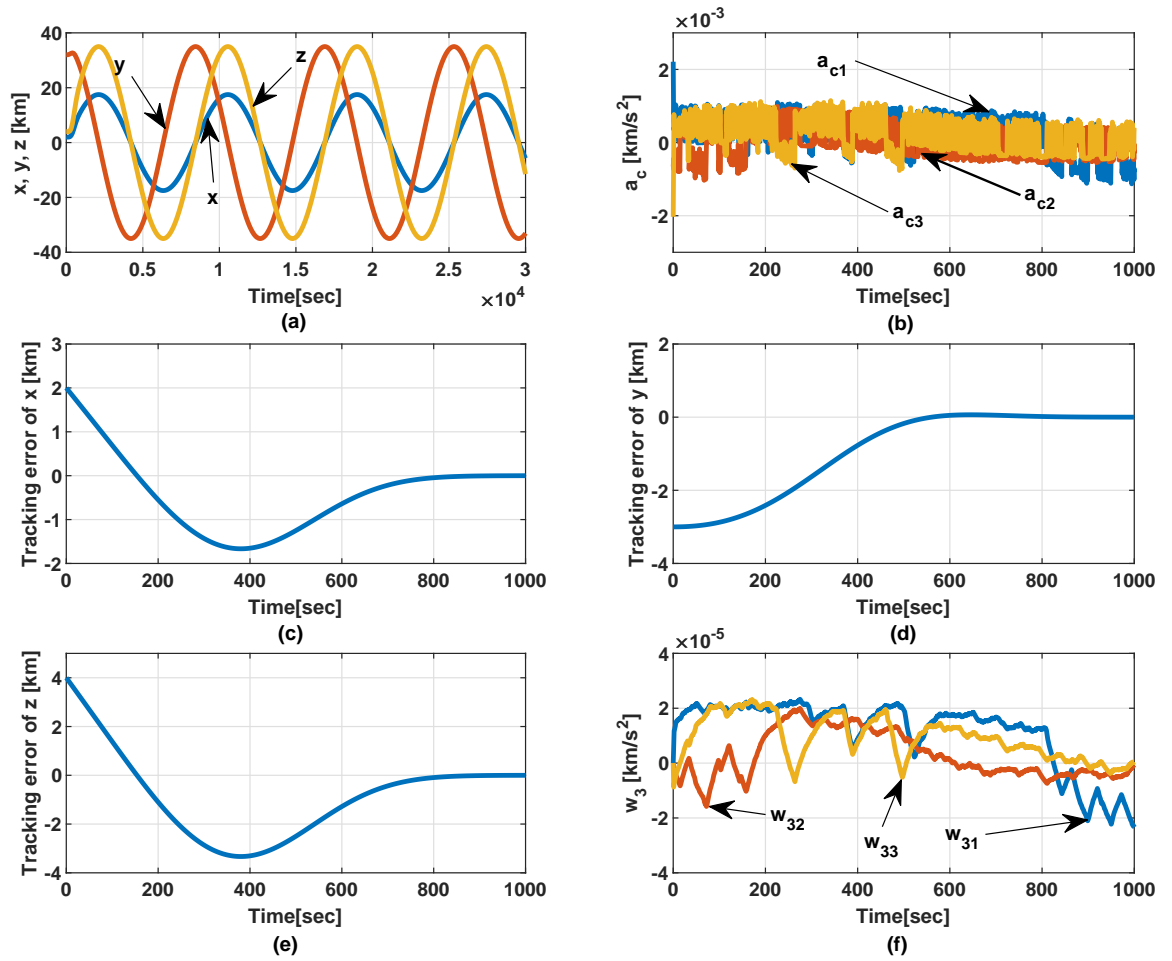 x, y, z [km]
40
20
0
-20
-40
y
z
x
0
0.5
1
1.5
2
2.5
3
×10^4
Time[sec]
(a)
×10^-3
a_c [km/s^2]
2
0
-2
a_c1
a_c2
a_c3
0
200
400
600
800
1000
Time[sec]
(b)
Tracking error of x [km]
3
2
1
0
-1
-2
0
200
400
600
800
1000
Time[sec]
(c)
Tracking error of y [km]
2
0
-2
-4
0
200
400
600
800
1000
Time[sec]
(d)
Tracking error of z [km]
4
2
0
-2
-4
0
200
400
600
800
1000
Time[sec]
(e)
×10^-5
w_3 [km/s^2]
4
2
0
-2
-4
w_32
w_33
w_31
0
200
400
600
800
1000
Time[sec]
(f)